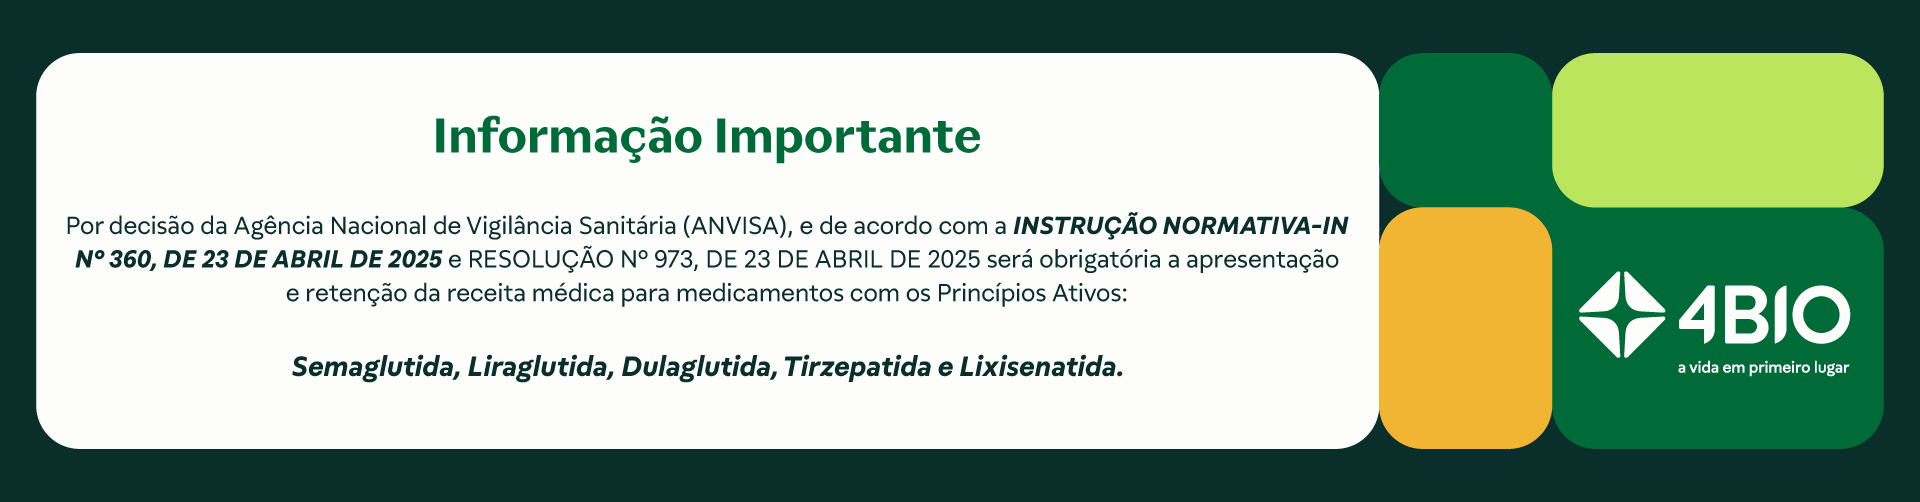 Informação Importante
Por decisão da Agência Nacional de Vigilância Sanitária (ANVISA), e de acordo com a INSTRUÇÃO NORMATIVA-IN
Nº 360, DE 23 DE ABRIL DE 2025 e RESOLUÇÃO Nº 973, DE 23 DE ABRIL DE 2025 será obrigatória a apresentação
e retenção da receita médica para medicamentos com os Princípios Ativos:
Semaglutida, Liraglutida, Dulaglutida, Tirzepatida e Lixisenatida.
4BIO
a vida em primeiro lugar